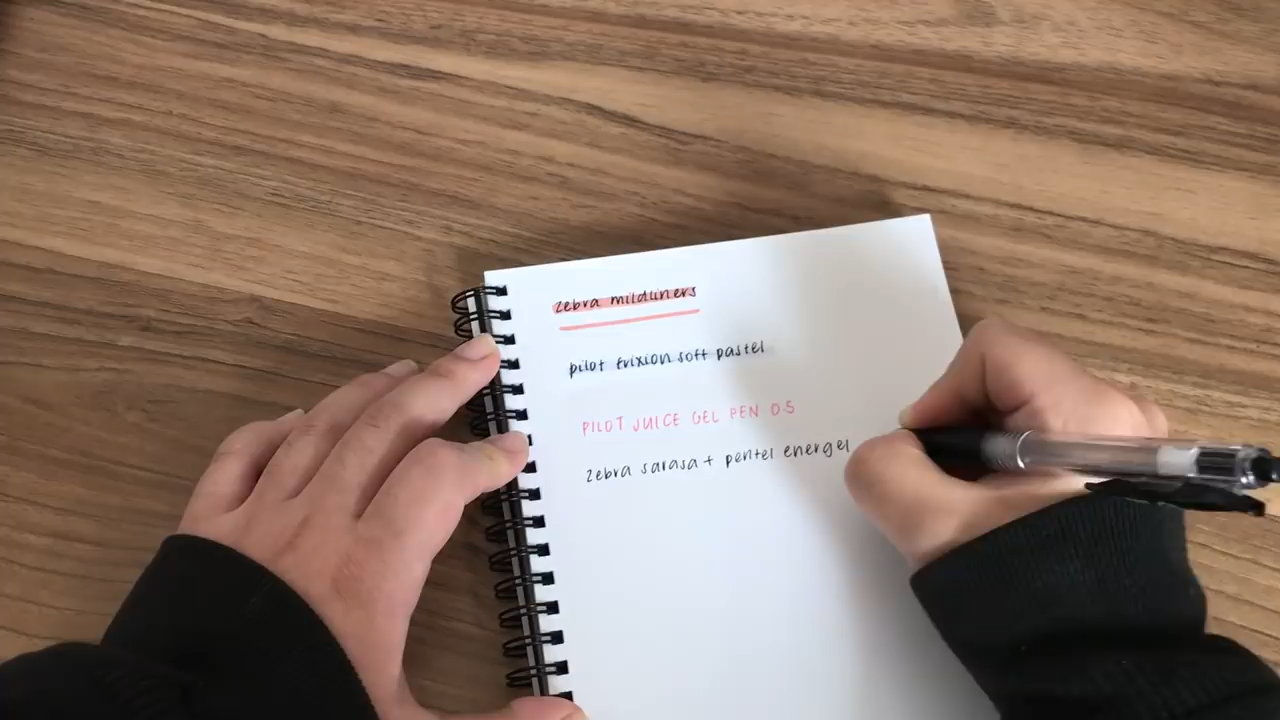 zebra mildliners
pilot frixion soft pastel
PILOT JUICE GEL PEN 0.5
zebra sarasa + pentel energel